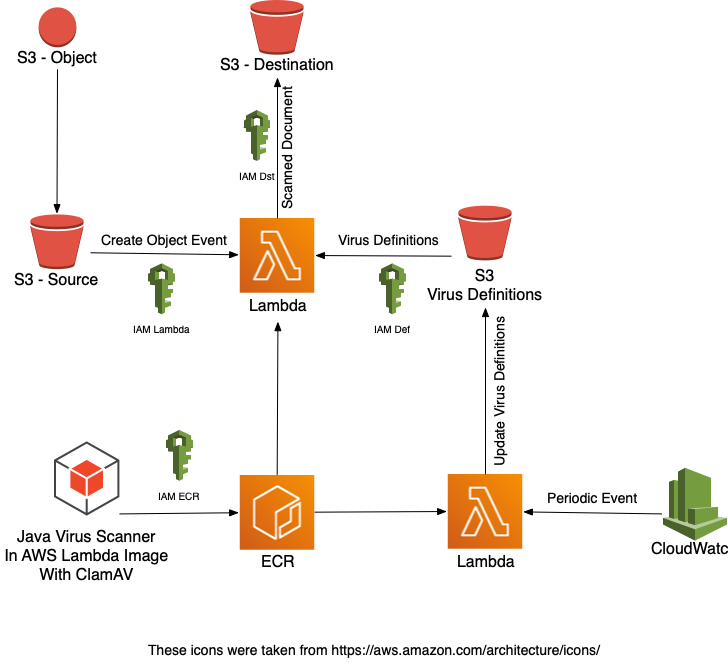 S3 - Object
S3 - Destination
IAM Dst
Scanned Document
S3 - Source
Create Object Event
IAM Lambda
Lambda
Virus Definitions
IAM Def
S3
Virus Definitions
Update Virus Definitions
IAM ECR
Java Virus Scanner
In AWS Lambda Image
With ClamAV
ECR
Lambda
Periodic Event
CloudWatc
These icons were taken from https://aws.amazon.com/architecture/icons/